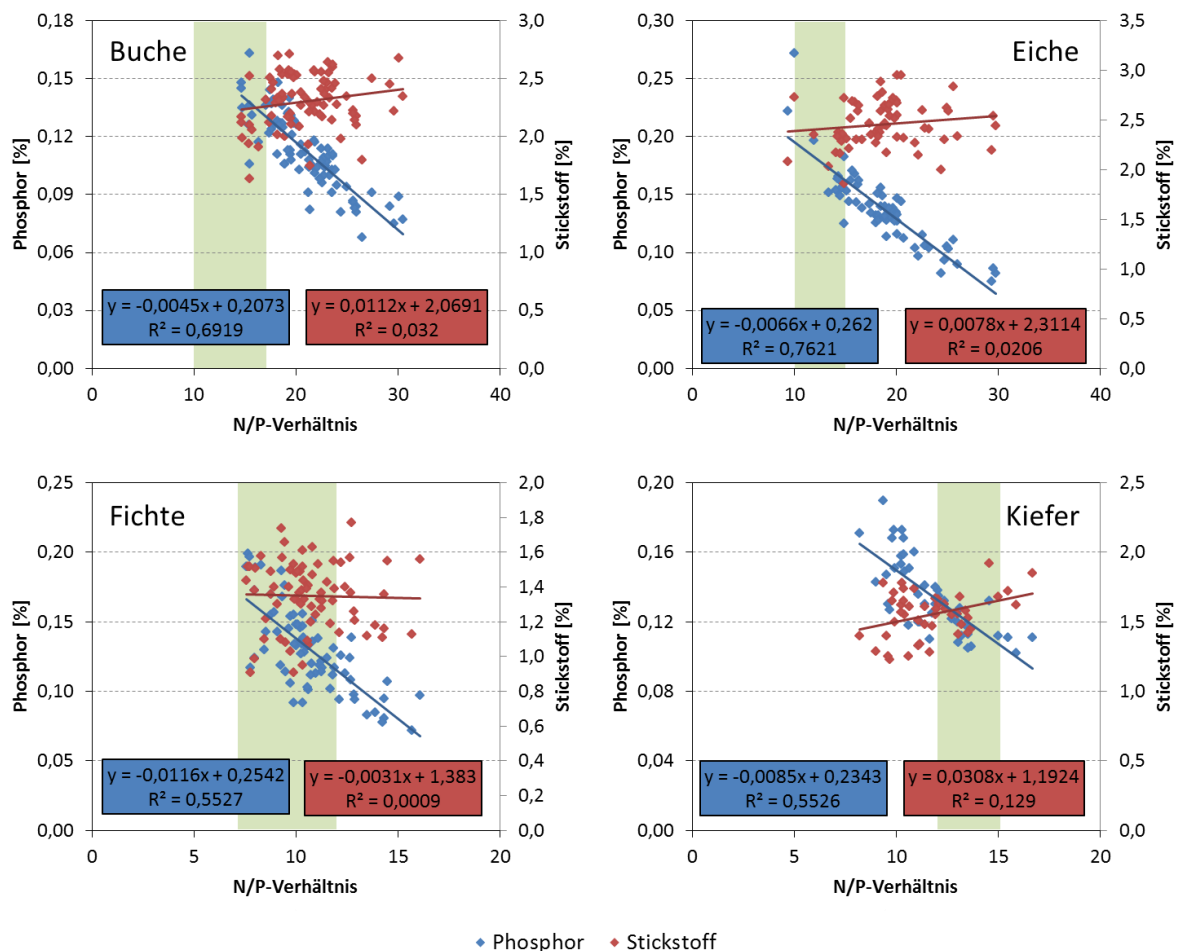 Buche
Phosphor [%]
0,18
0,15
0,12
0,09
0,06
0,03
0,00
3,0
2,5
2,0
1,5
1,0
0,5
0,0
Stickstoff [%]
y = -0,0045x + 0,2073
R² = 0,6919
y = 0,0112x + 2,0691
R² = 0,032
0 10 20 30 40
N/P-Verhältnis
Eiche
Phosphor [%]
0,30
0,25
0,20
0,15
0,10
0,05
0,00
3,5
3,0
2,5
2,0
1,5
1,0
0,5
0,0
Stickstoff [%]
y = -0,0066x + 0,262
R² = 0,7621
y = 0,0078x + 2,3114
R² = 0,0206
0 10 20 30 40
N/P-Verhältnis
Fichte
Phosphor [%]
0,25
0,20
0,15
0,10
0,05
0,00
2,0
1,8
1,6
1,4
1,2
1,0
0,8
0,6
0,4
0,2
0,0
Stickstoff [%]
y = -0,0116x + 0,2542
R² = 0,5527
y = -0,0031x + 1,383
R² = 0,0009
0 5 10 15 20
N/P-Verhältnis
Kiefer
Phosphor [%]
0,20
0,16
0,12
0,08
0,04
0,00
2,5
2,0
1,5
1,0
0,5
0,0
Stickstoff [%]
y = -0,0085x + 0,2343
R² = 0,5526
y = 0,0308x + 1,1924
R² = 0,129
0 5 10 15 20
N/P-Verhältnis
Phosphor Stickstoff